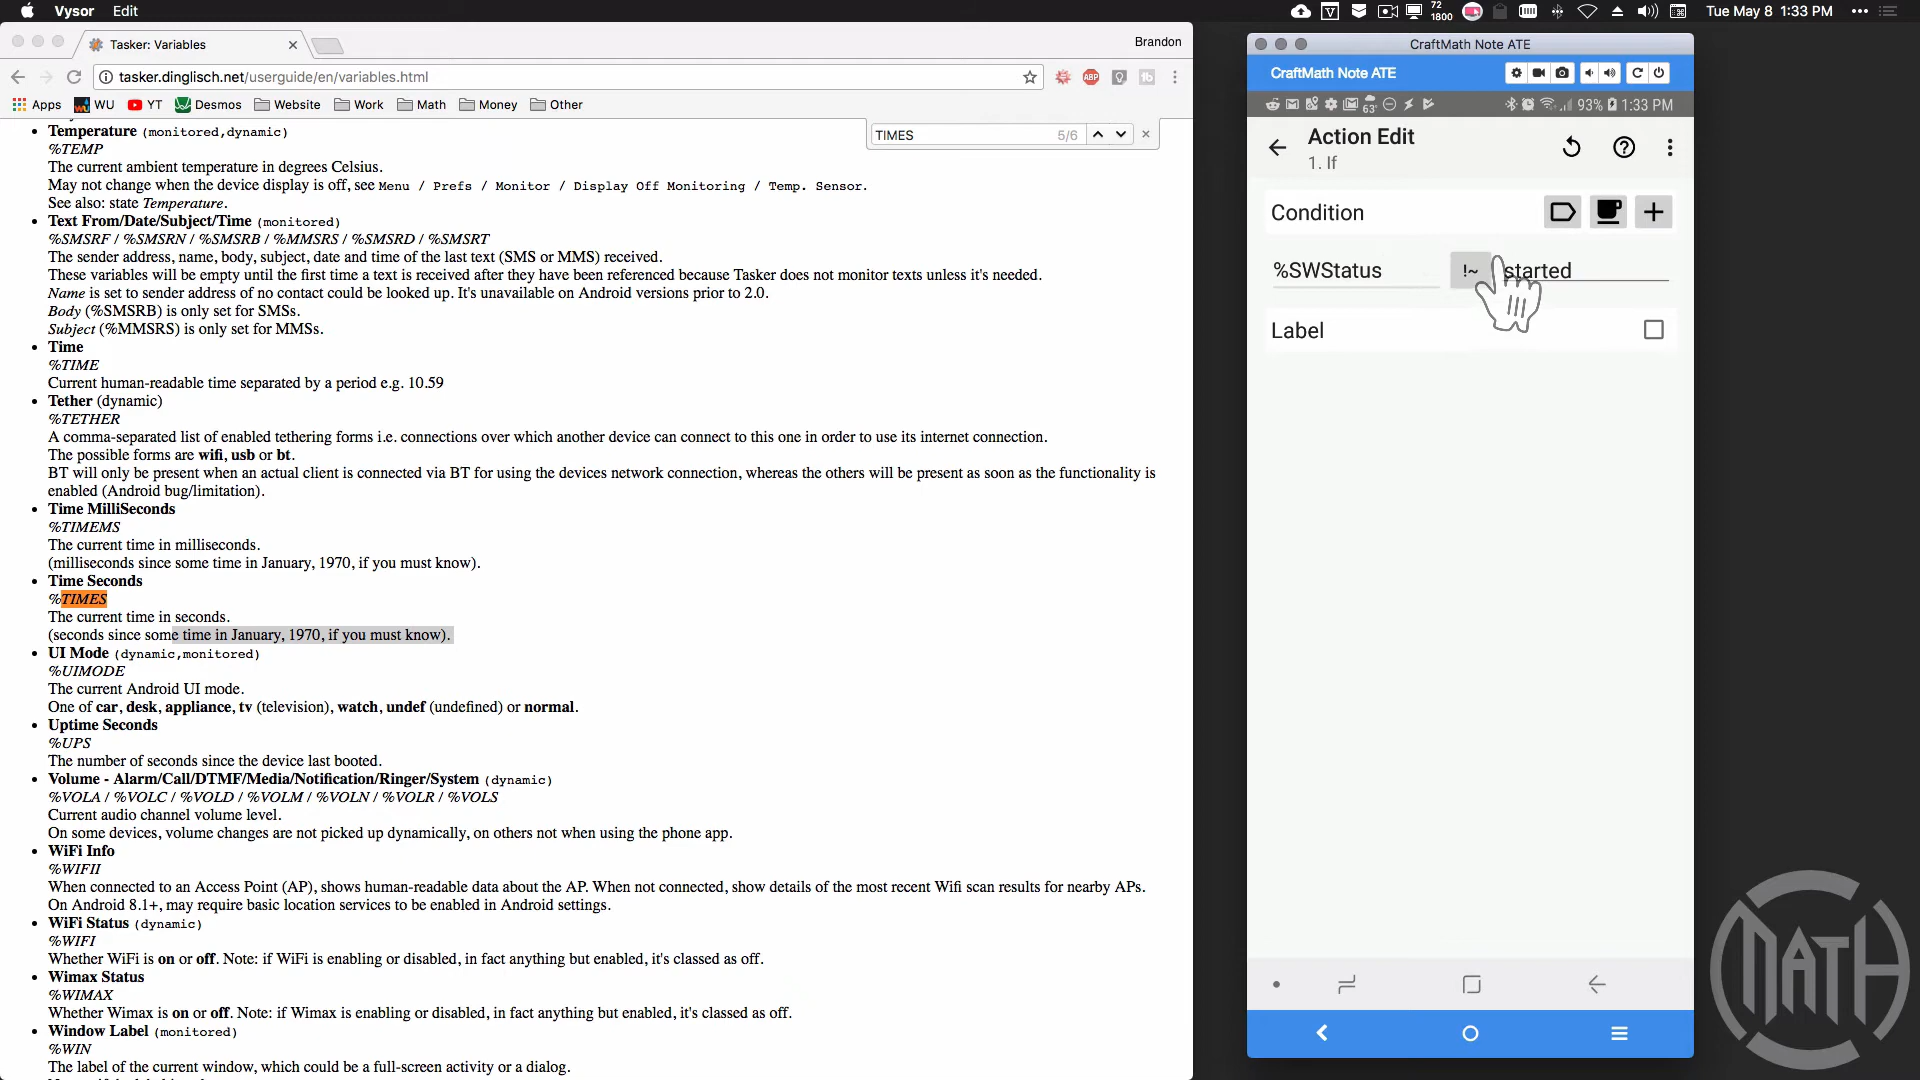 Vysor Edit
72
1800
Tue May 8 1:33 PM
Tasker: Variables
Brandon
tasker.dinglisch.net/userguide/en/variables.html
ABP
Apps WU YT Desmos Website Work Math Money Other
TIMES 5/6
Temperature (monitored,dynamic)
%TEMP
The current ambient temperature in degrees Celsius.
May not change when the device display is off, see Menu / Prefs / Monitor / Display Off Monitoring / Temp. Sensor.
See also: state Temperature.
Text From/Date/Subject/Time (monitored)
%SMSRF / %SMSRN / %SMSRB / %MMSRS / %SMSRD / %SMSRT
The sender address, name, body, subject, date and time of the last text (SMS or MMS) received.
These variables will be empty until the first time a text is received after they have been referenced because Tasker does not monitor texts unless it's needed.
Name is set to sender address of no contact could be looked up. It's unavailable on Android versions prior to 2.0.
Body (%SMSRB) is only set for SMSs.
Subject (%MMSRS) is only set for MMSs.
Time
%TIME
Current human-readable time separated by a period e.g. 10.59
Tether (dynamic)
%TETHER
A comma-separated list of enabled tethering forms i.e. connections over which another device can connect to this one in order to use its internet connection.
The possible forms are wifi, usb or bt.
BT will only be present when an actual client is connected via BT for using the devices network connection, whereas the others will be present as soon as the functionality is
enabled (Android bug/limitation).
Time MilliSeconds
%TIMEMS
The current time in milliseconds.
(milliseconds since some time in January, 1970, if you must know).
Time Seconds
%TIMES
The current time in seconds.
(seconds since some time in January, 1970, if you must know).
UI Mode (dynamic,monitored)
%UIMODE
The current Android UI mode.
One of car, desk, appliance, tv (television), watch, undef (undefined) or normal.
Uptime Seconds
%UPS
The number of seconds since the device last booted.
Volume - Alarm/Call/DTMF/Media/Notification/Ringer/System (dynamic)
%VOLA / %VOLC / %VOLD / %VOLM / %VOLN / %VOLR / %VOLS
Current audio channel volume level.
On some devices, volume changes are not picked up dynamically, on others not when using the phone app.
WiFi Info
%WIFII
When connected to an Access Point (AP), shows human-readable data about the AP. When not connected, show details of the most recent Wifi scan results for nearby APs.
On Android 8.1+, may require basic location services to be enabled in Android settings.
WiFi Status (dynamic)
%WIFI
Whether WiFi is on or off. Note: if WiFi is enabling or disabled, in fact anything but enabled, it's classed as off.
Wimax Status
%WIMAX
Whether Wimax is on or off. Note: if Wimax is enabling or disabled, in fact anything but enabled, it's classed as off.
Window Label (monitored)
%WIN
The label of the current window, which could be a full-screen activity or a dialog.
CraftMath Note ATE
CraftMath Note ATE
63° 93% 1:33 PM
Action Edit
1. If
Condition
%SWStatus !~ started
Label
MATH